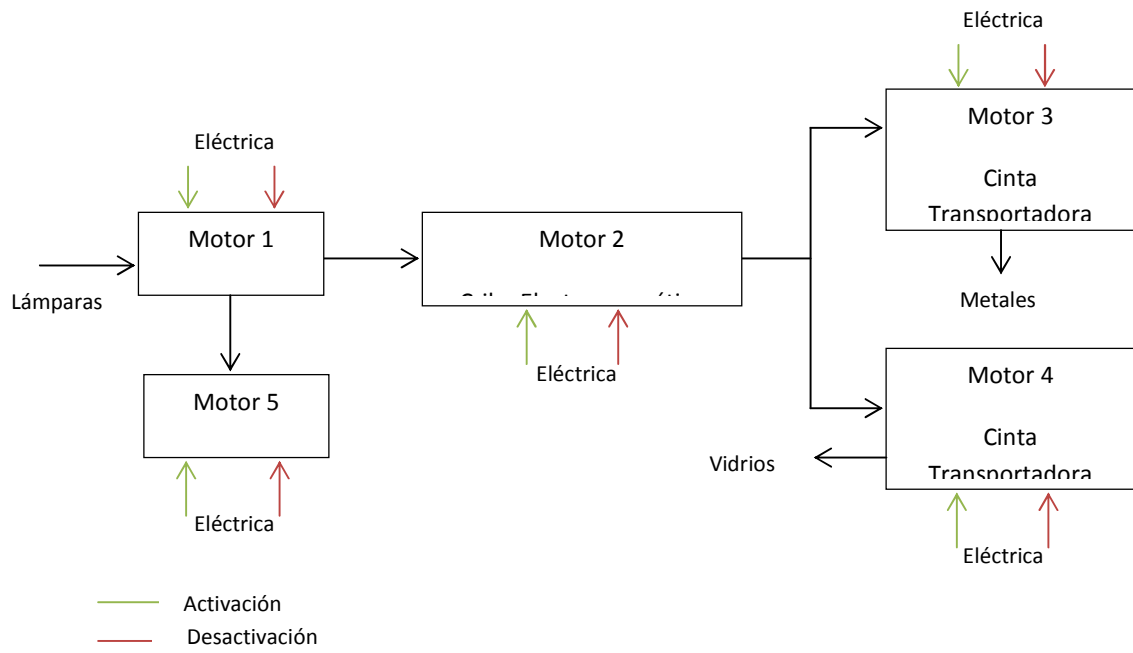 Eléctrica
Motor 3
Cinta
Transportadora
Metales
Eléctrica
Motor 1
Lámparas
Motor 2
Eléctrica
Motor 5
Eléctrica
Motor 4
Cinta
Transportadora
Vidrios
Eléctrica
Activación
Desactivación